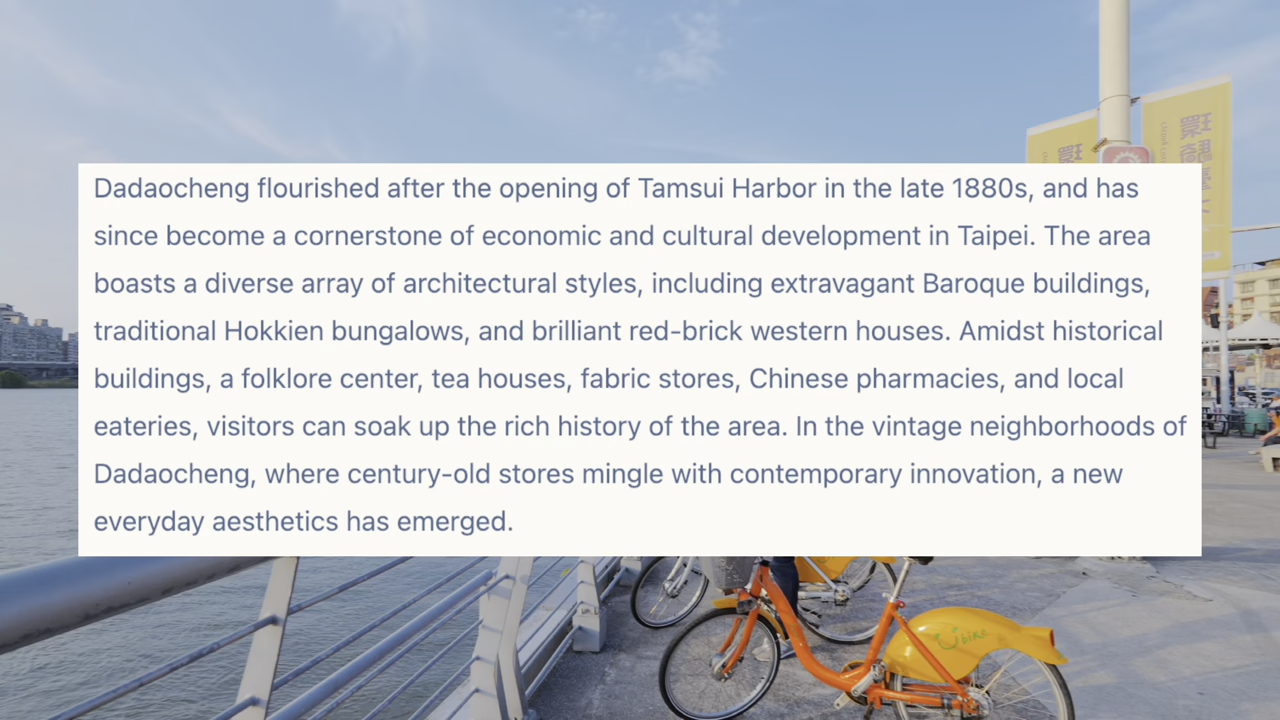 Dadaocheng flourished after the opening of Tamsui Harbor in the late 1880s, and has
since become a cornerstone of economic and cultural development in Taipei. The area
boasts a diverse array of architectural styles, including extravagant Baroque buildings,
traditional Hokkien bungalows, and brilliant red-brick western houses. Amidst historical
buildings, a folklore center, tea houses, fabric stores, Chinese pharmacies, and local
eateries, visitors can soak up the rich history of the area. In the vintage neighborhoods of
Dadaocheng, where century-old stores mingle with contemporary innovation, a new
everyday aesthetics has emerged.
Ubike